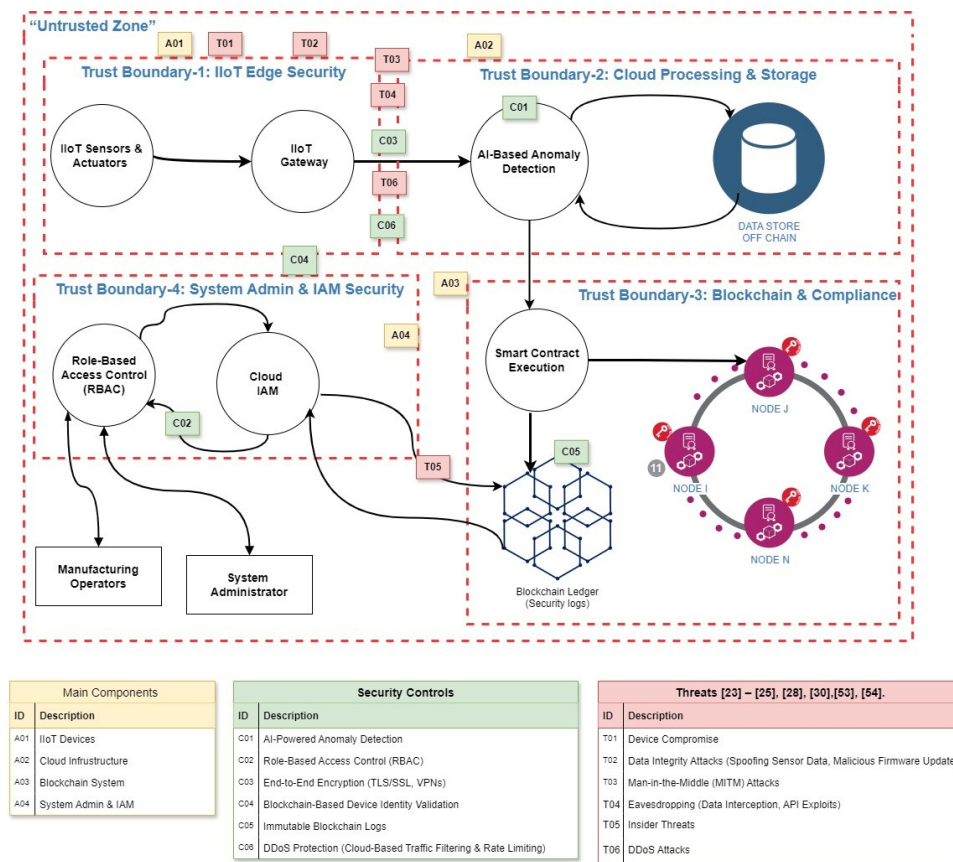 “Untrusted Zone”
A01
T01
T02
A02
Trust Boundary-1: IIoT Edge Security
T03
Trust Boundary-2: Cloud Processing & Storage
T04
C01
IIoT Sensors &
Actuators
IIoT
Gateway
C03
AI-Based Anomaly
Detection
T06
C06
DATA STORE
OFF CHAIN
C04
Trust Boundary-4: System Admin & IAM Security
A03
Trust Boundary-3: Blockchain & Compliance
A04
Role-Based
Access Control
(RBAC)
Cloud
IAM
C02
Smart Contract
Execution
NODE J
T05
C05
11
NODE I
NODE K
NODE N
Manufacturing
Operators
System
Administrator
Blockchain Ledger
(Security logs)
Main Components
ID Description
A01 IIoT Devices
A02 Cloud Infrustructure
A03 Blockchain System
A04 System Admin & IAM
Security Controls
ID Description
C01 AI-Powered Anomaly Detection
C02 Role-Based Access Control (RBAC)
C03 End-to-End Encryption (TLS/SSL, VPNs)
C04 Blockchain-Based Device Identity Validation
C05 Immutable Blockchain Logs
C06 DDoS Protection (Cloud-Based Traffic Filtering & Rate Limiting)
Threats [23] – [25], [28], [30].[53], [54].
ID Description
T01 Device Compromise
T02 Data Integrity Attacks (Spoofing Sensor Data, Malicious Firmware Update
T03 Man-in-the-Middle (MITM) Attacks
T04 Eavesdropping (Data Interception, API Exploits)
T05 Insider Threats
T06 DDoS Attacks